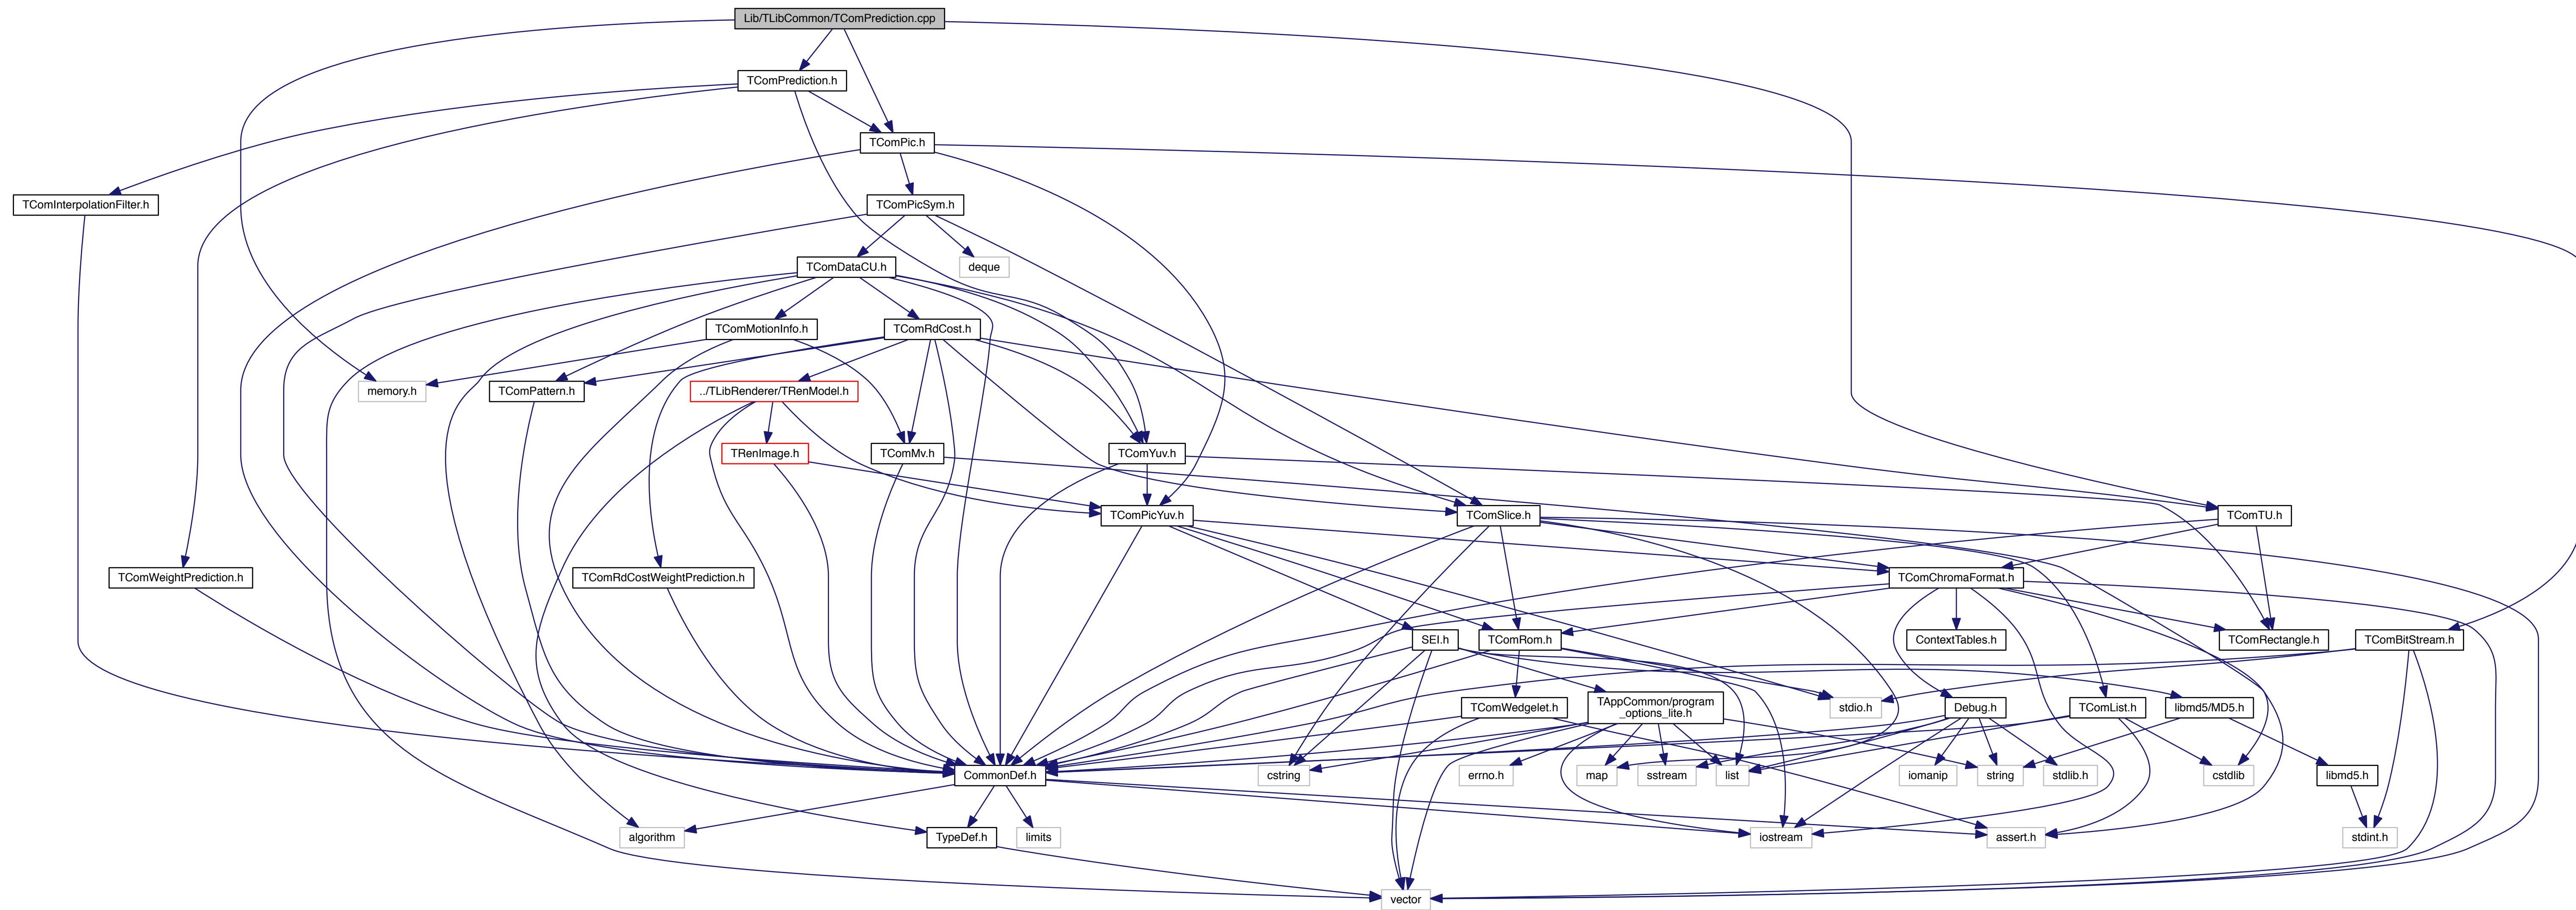 Lib/TLibCommon/TComPrediction.cpp
TComPrediction.h
TComPic.h
TComInterpolationFilter.h
TComPicSym.h
TComDataCU.h
deque
TComMotionInfo.h
TComRdCost.h
memory.h
TComPattern.h
../TLibRenderer/TRenModel.h
TRenImage.h
TComMv.h
TComYuv.h
TComPicYuv.h
TComSlice.h
TComTU.h
TComWeightPrediction.h
TComRdCostWeightPrediction.h
TComChromaFormat.h
SEI.h
TComRom.h
ContextTables.h
TComRectangle.h
TComBitStream.h
TComWedgelet.h
TAppCommon/program
_options_lite.h
stdio.h
Debug.h
TComList.h
libmd5/MD5.h
CommonDef.h
cstring
errno.h
map
sstream
list
iomanip
string
stdlib.h
cstdlib
libmd5.h
algorithm
TypeDef.h
limits
iostream
assert.h
stdint.h
vector